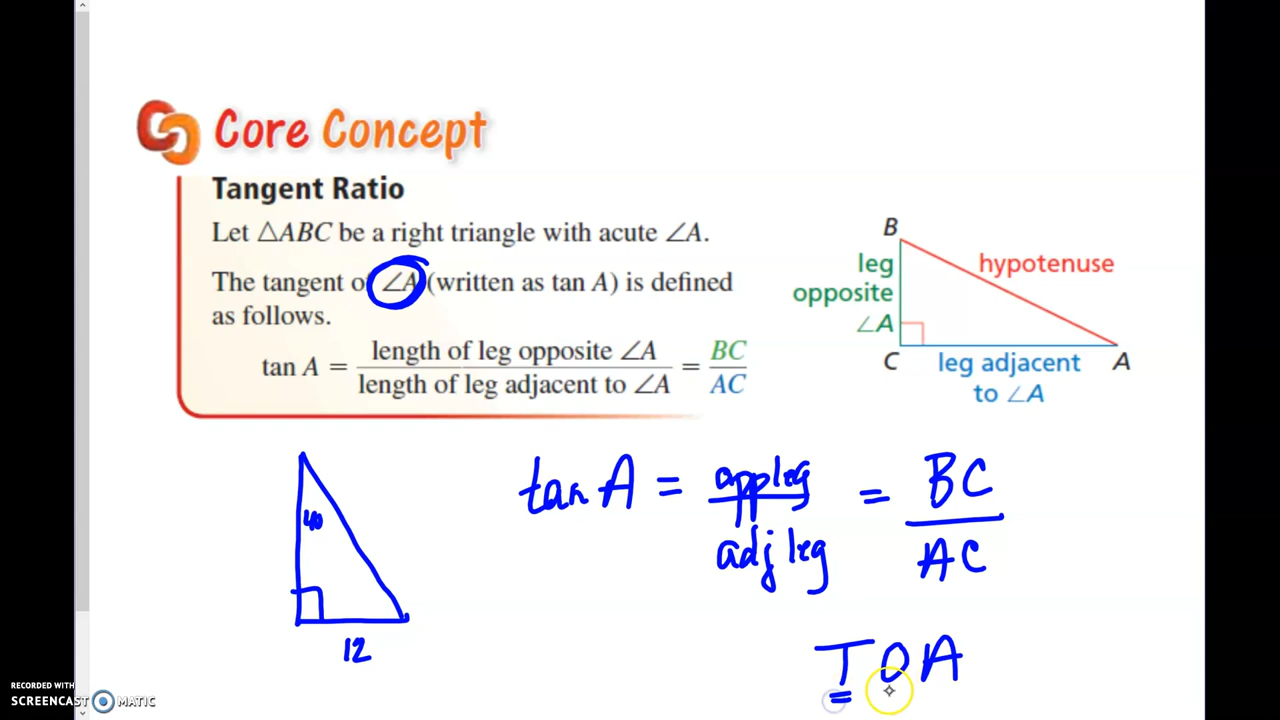 Core Concept
Tangent Ratio
Let △ABC be a right triangle with acute ∠A.
The tangent of ∠A (written as tan A) is defined
as follows.
tan A = length of leg opposite ∠A / length of leg adjacent to ∠A = BC / AC
B
leg
opposite
∠A
hypotenuse
C
leg adjacent
to ∠A
A
40
12
tan A = opp leg / adj leg = BC / AC
TOA
RECORDED WITH
SCREENCAST MATIC